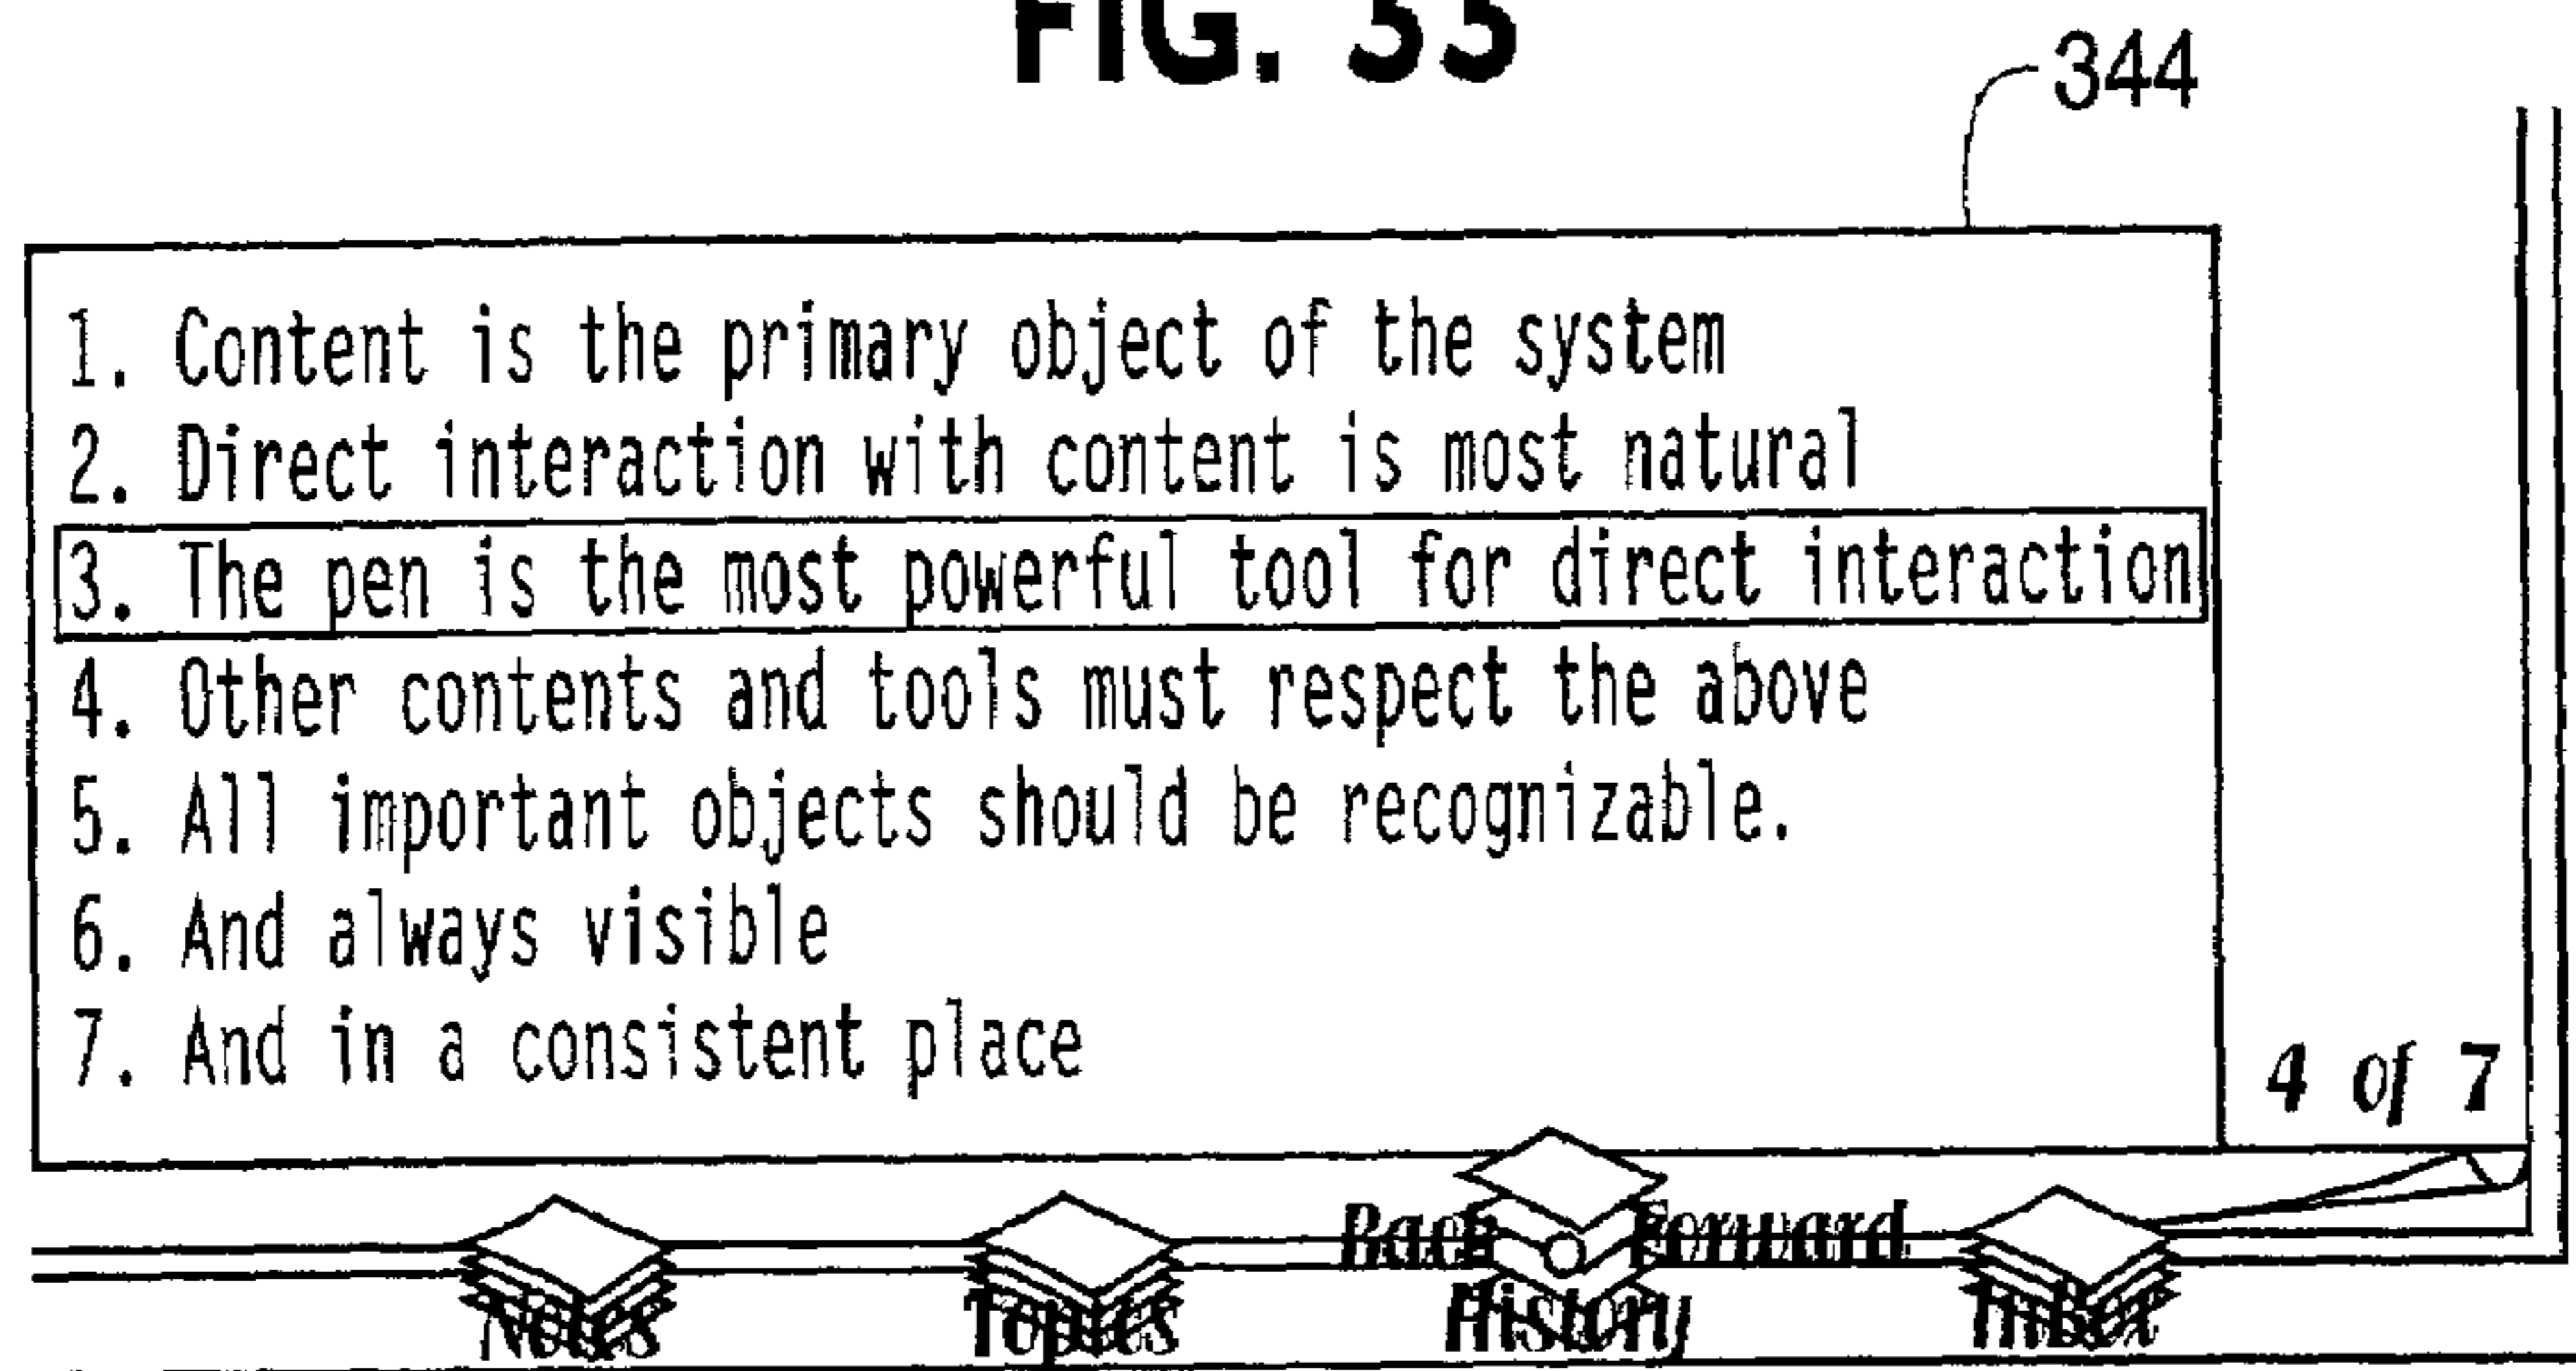 FIG. 33
344
1. Content is the primary object of the system
2. Direct interaction with content is most natural
3. The pen is the most powerful tool for direct interaction
4. Other contents and tools must respect the above
5. All important objects should be recognizable.
6. And always visible
7. And in a consistent place
4 of 7
Back Forward
Notes Topics History InBox